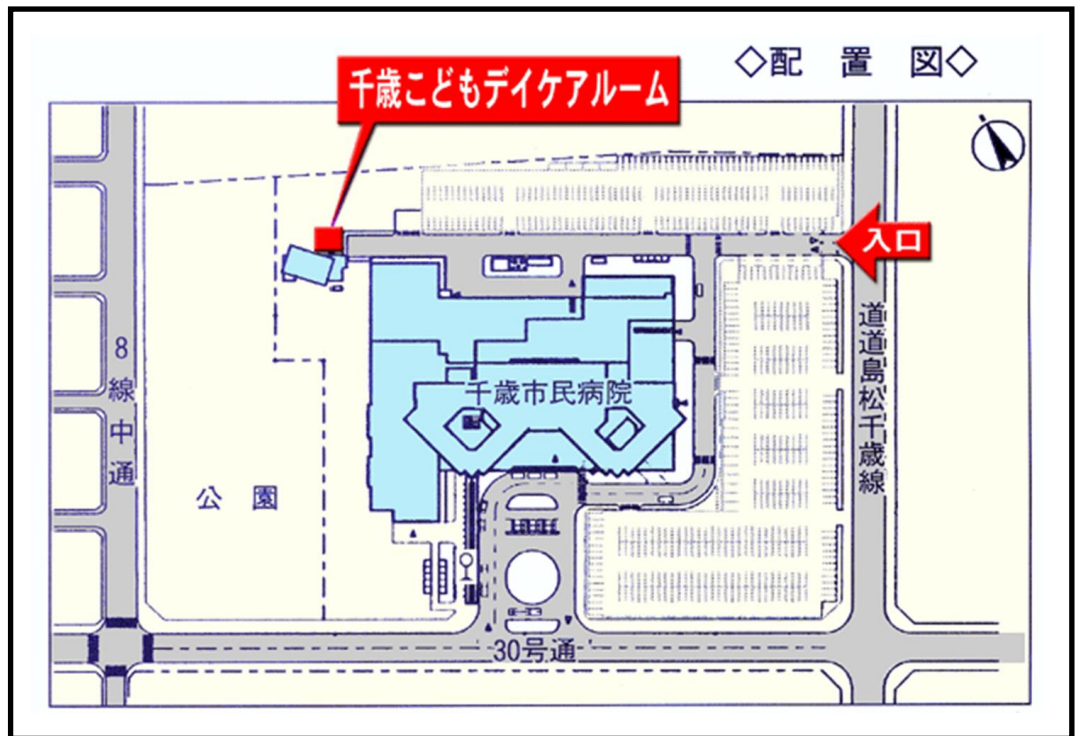 ◇配 置 図◇
千歳こどもデイケアルーム
入口
道道島松千歳線
8線中通
千歳市民病院
公園
30号通